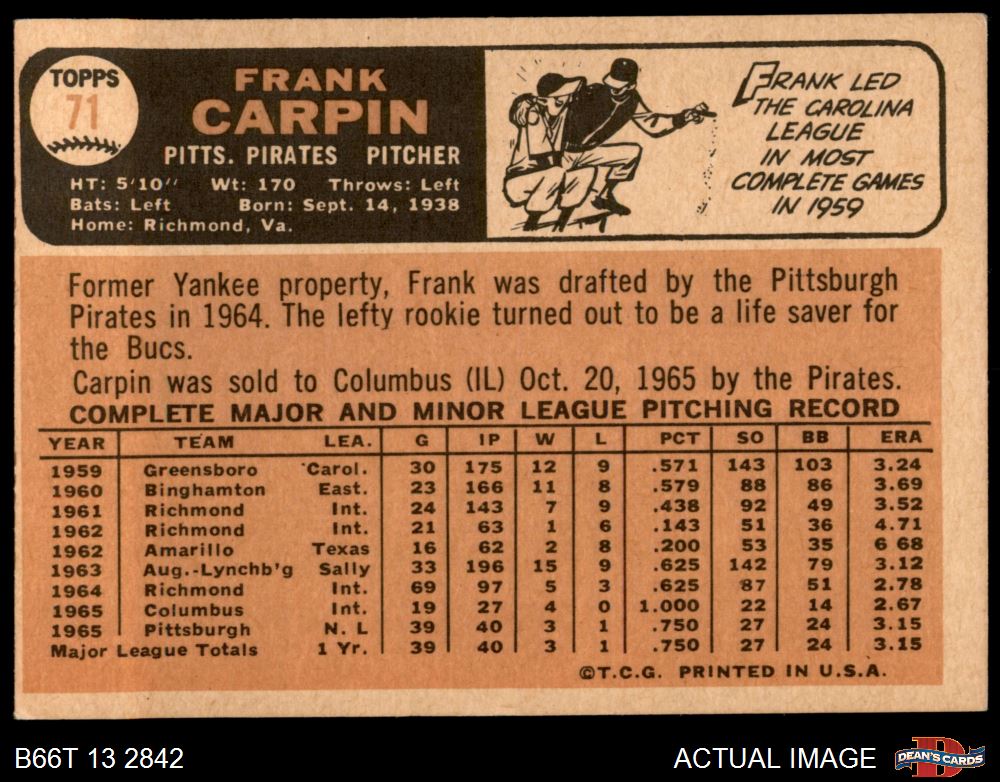 TOPPS
71
FRANK
CARPIN
PITTS. PIRATES PITCHER
HT: 5'10" Wt: 170 Throws: Left
Bats: Left Born: Sept. 14, 1938
Home: Richmond, Va.
FRANK LED
THE CAROLINA
LEAGUE
IN MOST
COMPLETE GAMES
IN 1959
Former Yankee property, Frank was drafted by the Pittsburgh
Pirates in 1964. The lefty rookie turned out to be a life saver for
the Bucs.
Carpin was sold to Columbus (IL) Oct. 20, 1965 by the Pirates.
COMPLETE MAJOR AND MINOR LEAGUE PITCHING RECORD
YEAR TEAM LEA. G IP W L PCT SO BB ERA
1959 Greensboro Carol. 30 175 12 9 .571 143 103 3.24
1960 Binghamton East. 23 166 11 8 .579 88 86 3.69
1961 Richmond Int. 24 143 7 9 .438 92 49 3.52
1962 Richmond Int. 21 63 1 6 .143 51 36 4.71
1962 Amarillo Texas 16 62 2 8 .200 53 35 6 68
1963 Aug.-Lynchb'g Sally 33 196 15 9 .625 142 79 3.12
1964 Richmond Int. 69 97 5 3 .625 87 51 2.78
1965 Columbus Int. 19 27 4 0 1.000 22 14 2.67
1965 Pittsburgh N. L 39 40 3 1 .750 27 24 3.15
Major League Totals 1 Yr. 39 40 3 1 .750 27 24 3.15
©T.C.G. PRINTED IN U.S.A.
B66T 13 2842
ACTUAL IMAGE
D
DEAN'S CARDS